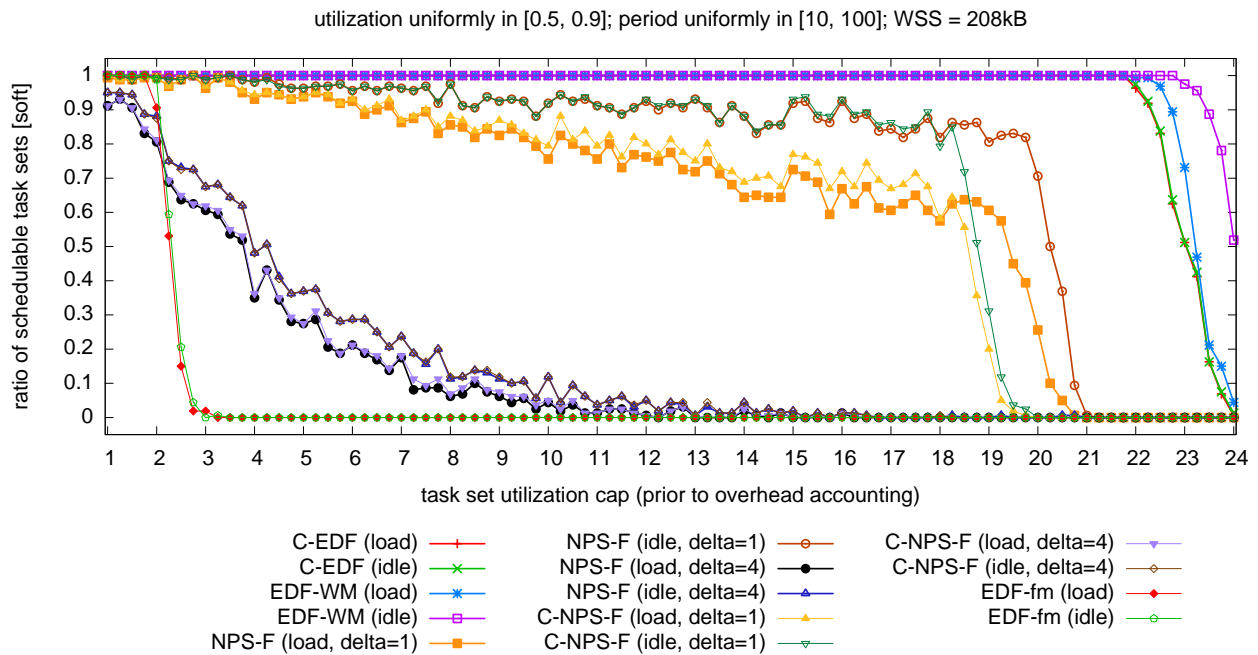 utilization uniformly in [0.5, 0.9]; period uniformly in [10, 100]; WSS = 208kB
ratio of schedulable task sets [soft]
1
0.9
0.8
0.7
0.6
0.5
0.4
0.3
0.2
0.1
0
1 2 3 4 5 6 7 8 9 10 11 12 13 14 15 16 17 18 19 20 21 22 23 24
task set utilization cap (prior to overhead accounting)
C-EDF (load)
C-EDF (idle)
EDF-WM (load)
EDF-WM (idle)
NPS-F (load, delta=1)
NPS-F (idle, delta=1)
NPS-F (load, delta=4)
NPS-F (idle, delta=4)
C-NPS-F (load, delta=1)
C-NPS-F (idle, delta=1)
C-NPS-F (load, delta=4)
C-NPS-F (idle, delta=4)
EDF-fm (load)
EDF-fm (idle)